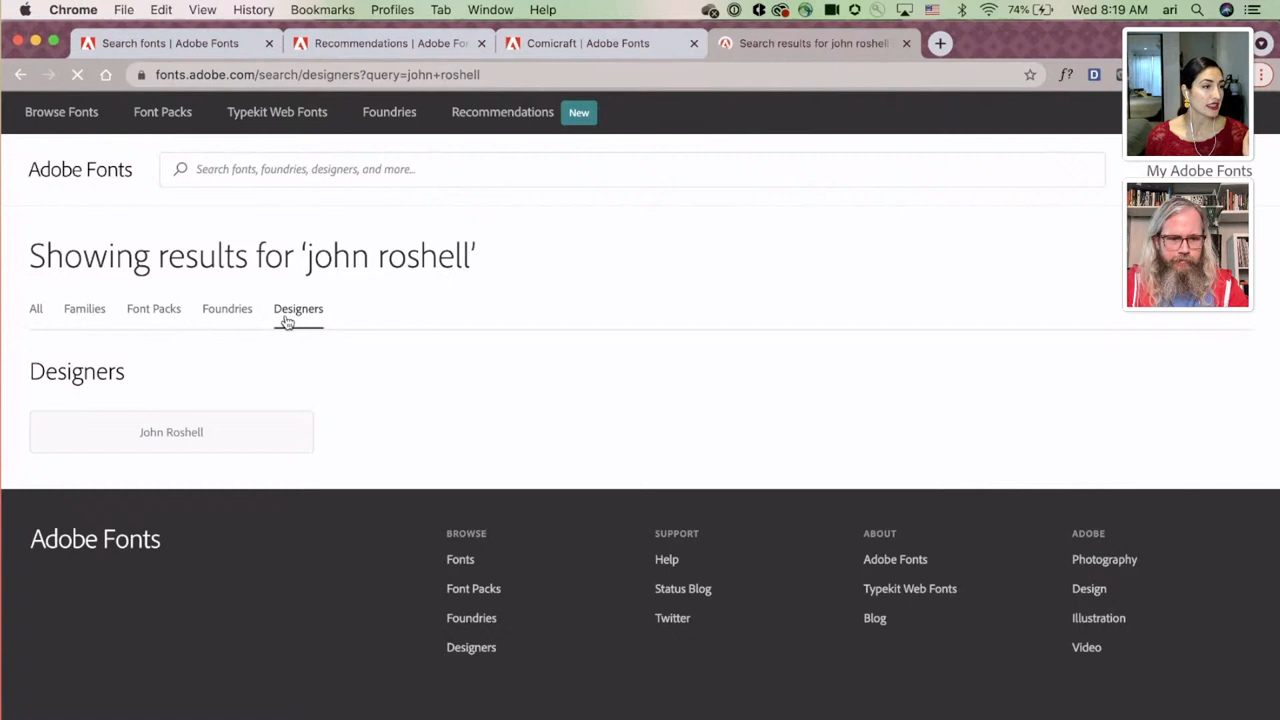 Chrome File Edit View History Bookmarks Profiles Tab Window Help 74% Wed 8:19 AM ari
Search fonts | Adobe Fonts Recommendations | Adobe Fo Comicraft | Adobe Fonts Search results for john roshell
fonts.adobe.com/search/designers?query=john+roshell
Browse Fonts Font Packs Typekit Web Fonts Foundries Recommendations New
Adobe Fonts Search fonts, foundries, designers, and more...
My Adobe Fonts
Showing results for ‘john roshell’
All Families Font Packs Foundries Designers
Designers
John Roshell
Adobe Fonts
BROWSE
Fonts
Font Packs
Foundries
Designers
SUPPORT
Help
Status Blog
Twitter
ABOUT
Adobe Fonts
Typekit Web Fonts
Blog
ADOBE
Photography
Design
Illustration
Video